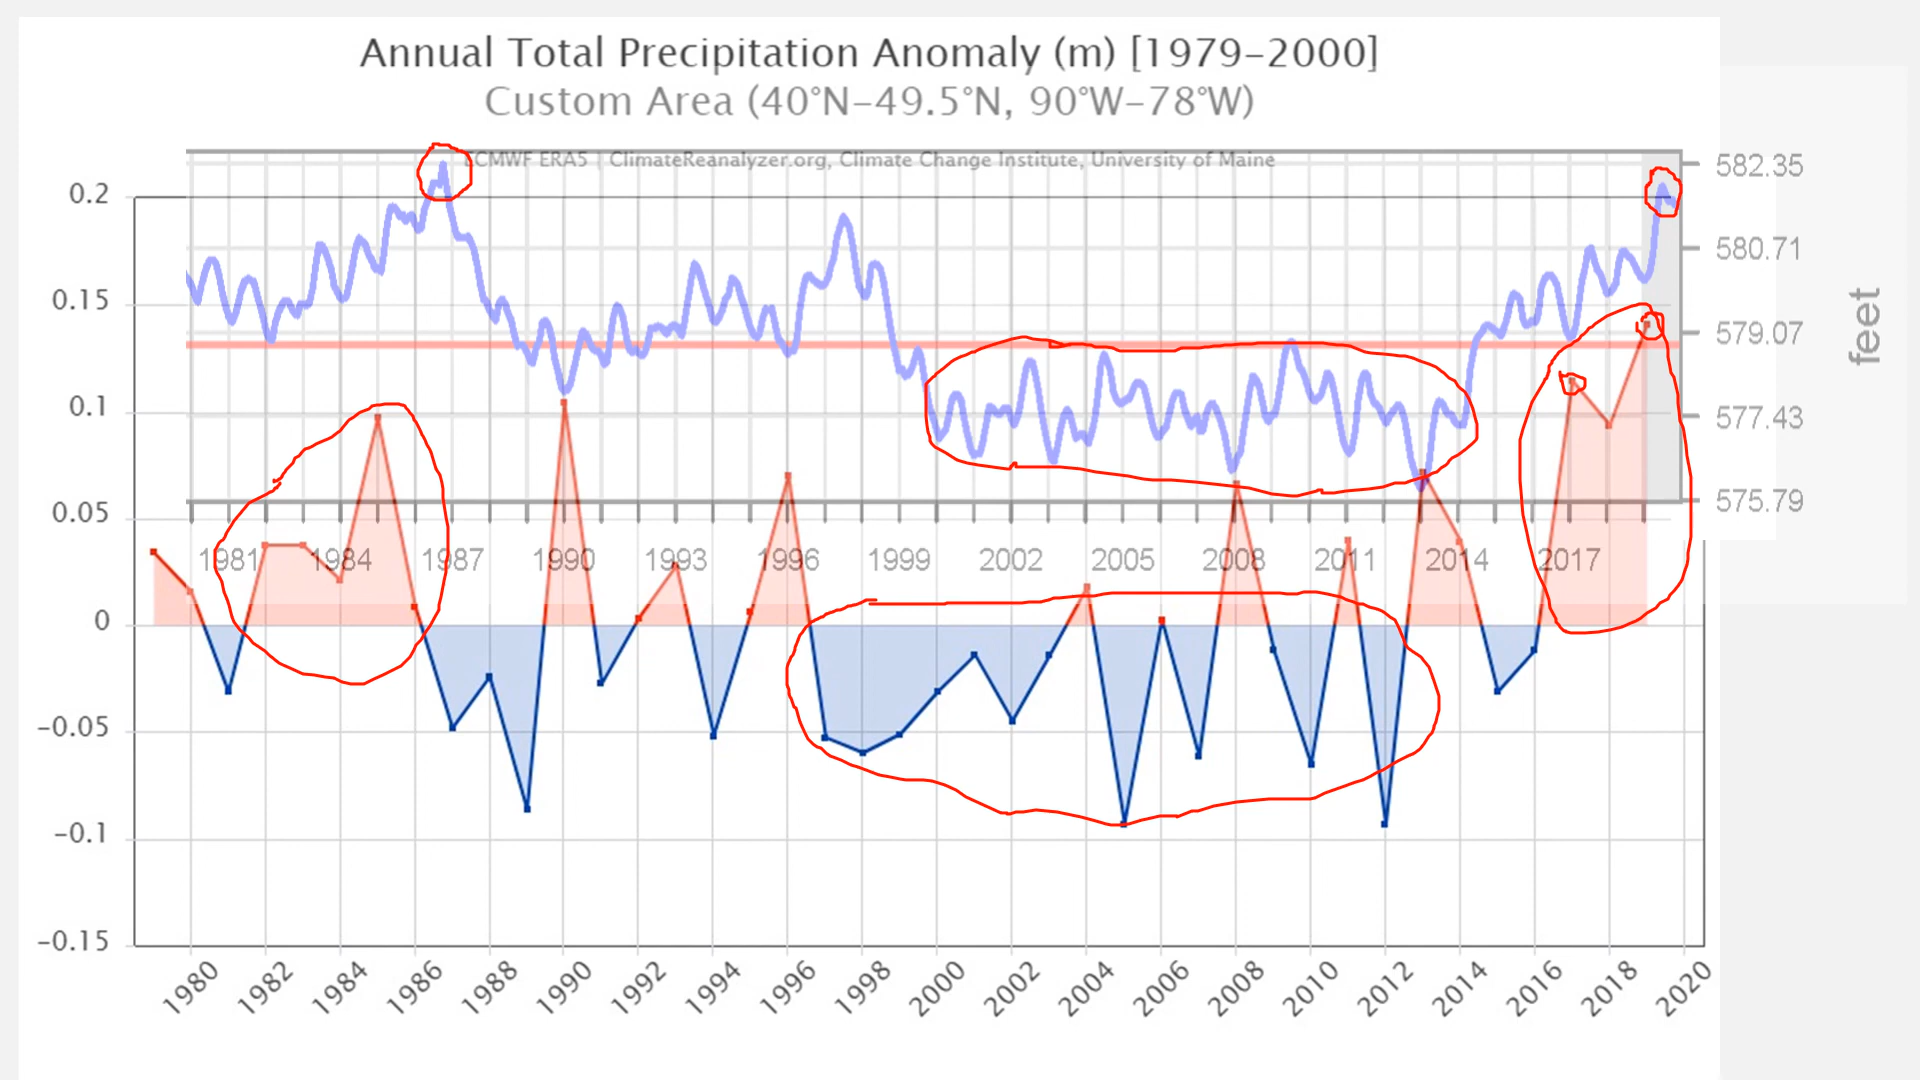 Annual Total Precipitation Anomaly (m) [1979-2000]
Custom Area (40°N-49.5°N, 90°W-78°W)
ECMWF ERA5 | ClimateReanalyzer.org, Climate Change Institute, University of Maine
582.35
0.2
580.71
0.15
579.07
feet
0.1
577.43
0.05
575.79
1981 1984 1987 1990 1993 1996 1999 2002 2005 2008 2011 2014 2017
0
-0.05
-0.1
-0.15
1980 1982 1984 1986 1988 1990 1992 1994 1996 1998 2000 2002 2004 2006 2008 2010 2012 2014 2016 2018 2020